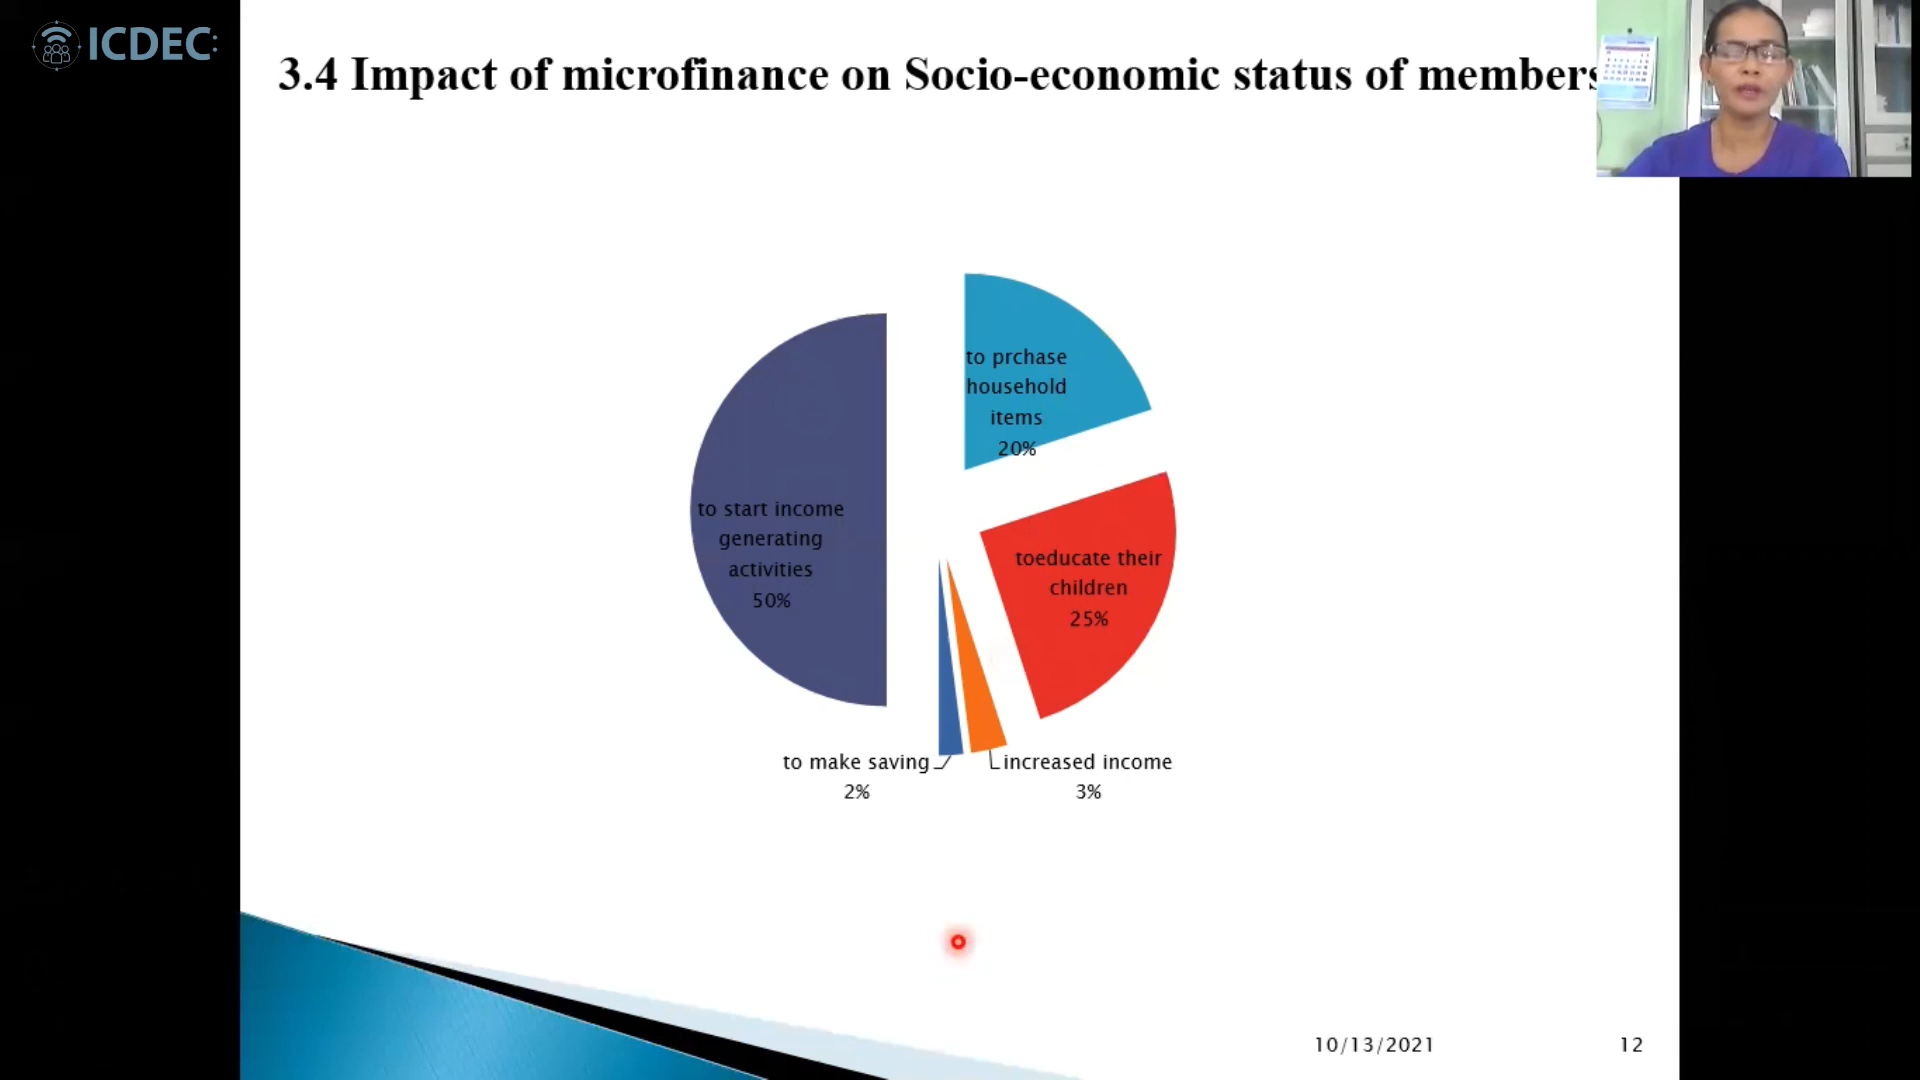 ICDEC:
3.4 Impact of microfinance on Socio-economic status of members
to prchase
household
items
20%
to start income
generating
activities
50%
toeducate their
children
25%
to make saving
2%
increased income
3%
10/13/2021
12